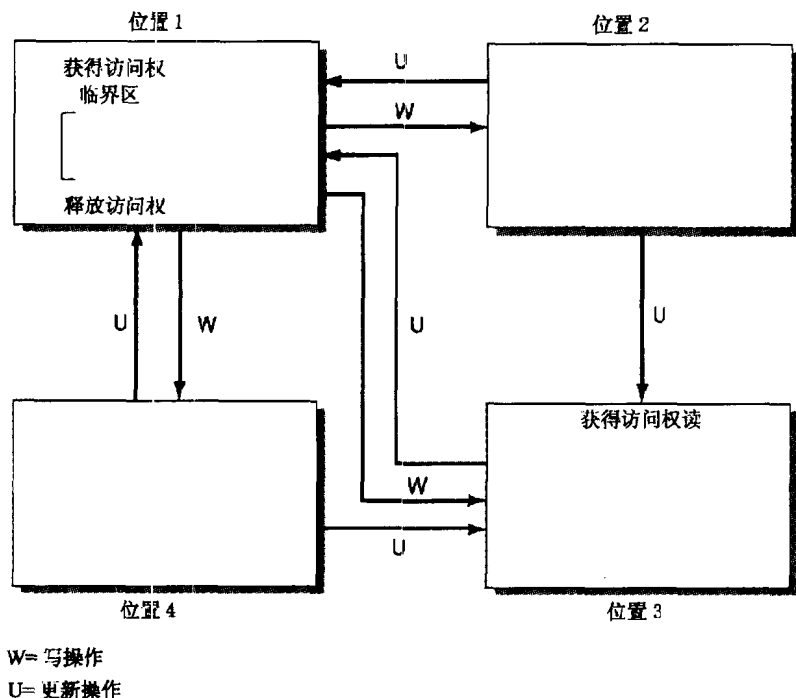 位置 1
位置 2
获得访问权
临界区
释放访问权
U
W
U
W
U
U
获得访问权读
W
U
位置 4
位置 3
W= 写操作
U= 更新操作